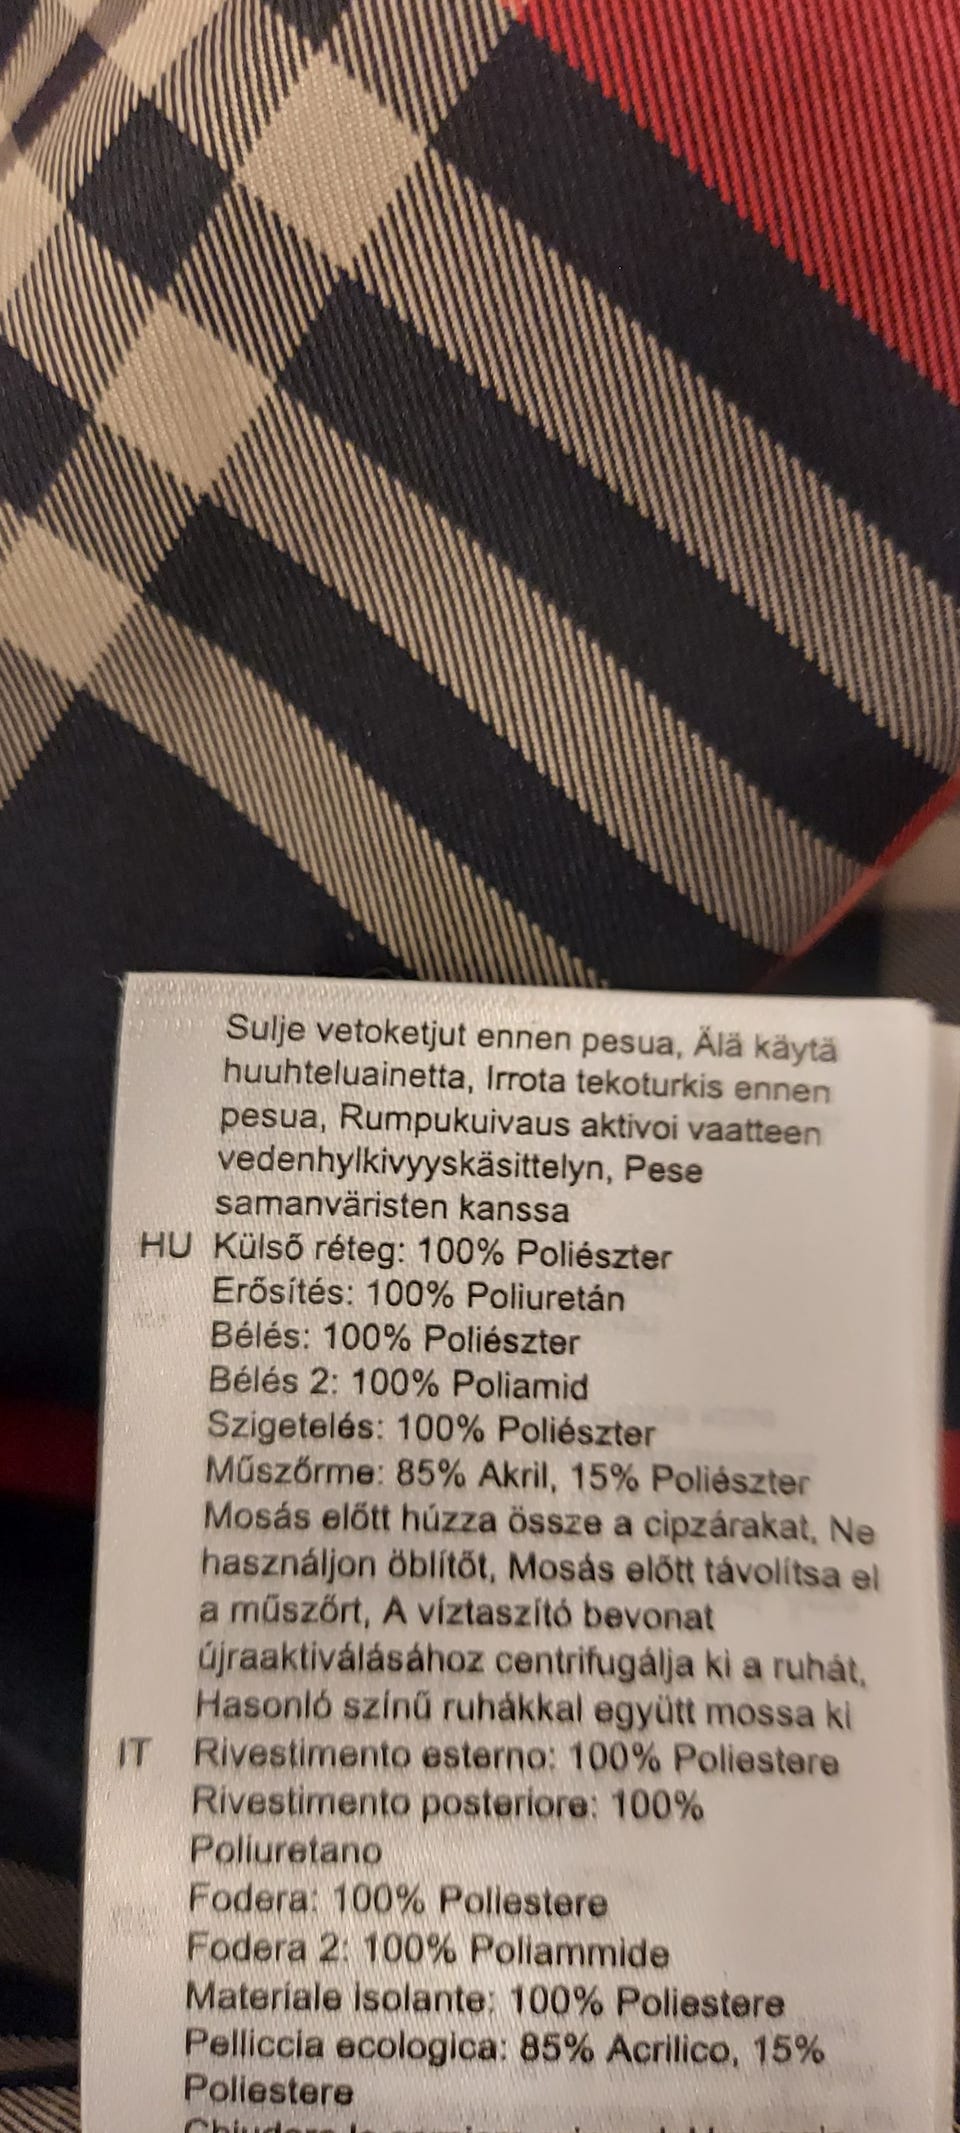 Sulje vetoketjut ennen pesua, Älä käytä
huuhteluainetta, Irrota tekoturkis ennen
pesua, Rumpukuivaus aktivoi vaatteen
vedenhylkivyyskäsittelyn, Pese
samanväristen kanssa
HU Külső réteg: 100% Poliészter
Erősítés: 100% Poliuretán
Bélés: 100% Poliészter
Bélés 2: 100% Poliamid
Szigetelés: 100% Poliészter
Műszőrme: 85% Akril, 15% Poliészter
Mosás előtt húzza össze a cipzárakat, Ne
használjon öblítőt, Mosás előtt távolítsa el
a műszőrt, A víztaszító bevonat
újraaktiválásához centrifugálja ki a ruhát,
Hasonló színű ruhákkal együtt mossa ki
IT Rivestimento esterno: 100% Poliestere
Rivestimento posteriore: 100%
Poliuretano
Fodera: 100% Poliestere
Fodera 2: 100% Poliammide
Materiale isolante: 100% Poliestere
Pelliccia ecologica: 85% Acrilico, 15%
Poliestere